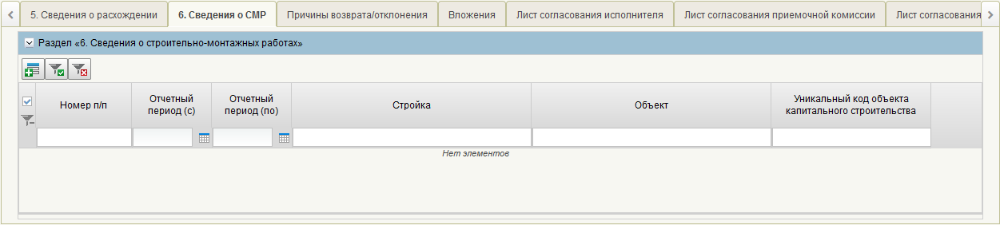 5. Сведения о расхождении
6. Сведения о СМР
Причины возврата/отклонения
Вложения
Лист согласования исполнителя
Лист согласования приемочной комиссии
Лист согласования
Раздел «6. Сведения о строительно-монтажных работах»
Номер п/п
Отчетный
период (с)
Отчетный
период (по)
Стройка
Объект
Уникальный код объекта
капитального строительства
Нет элементов